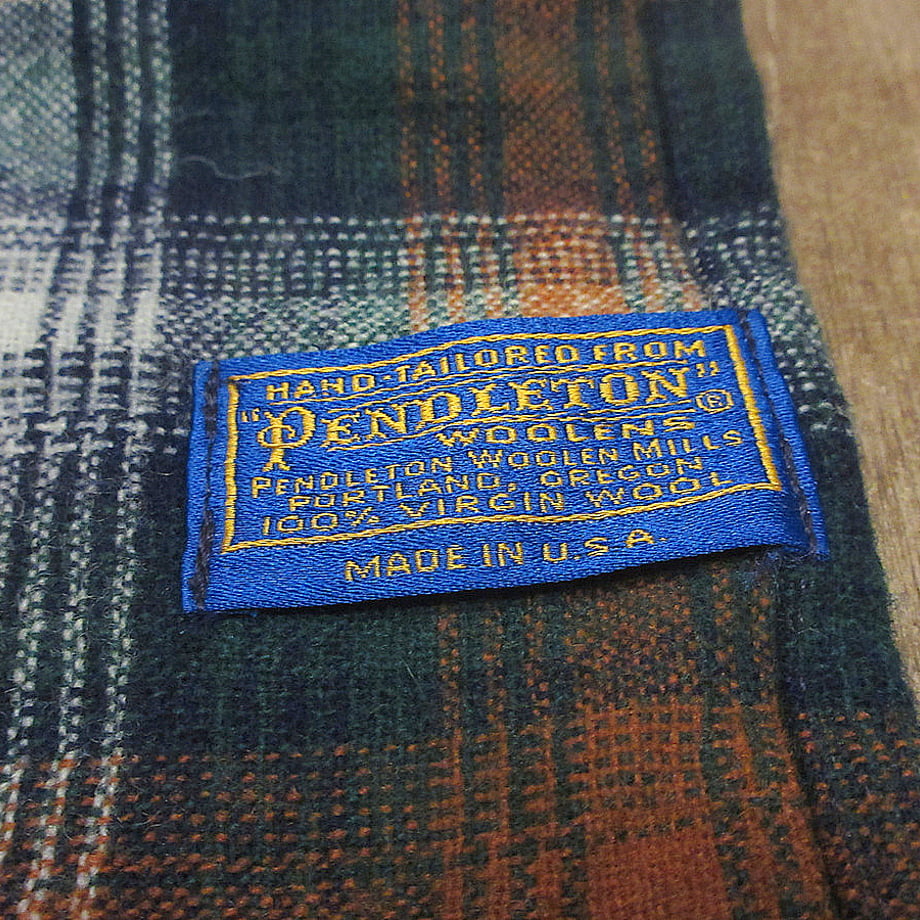 HAND-TAILORED FROM
"PENDLETON"®
WOOLENS
PENDLETON WOOLEN MILLS
PORTLAND, OREGON
100% VIRGIN WOOL
MADE IN U.S.A.